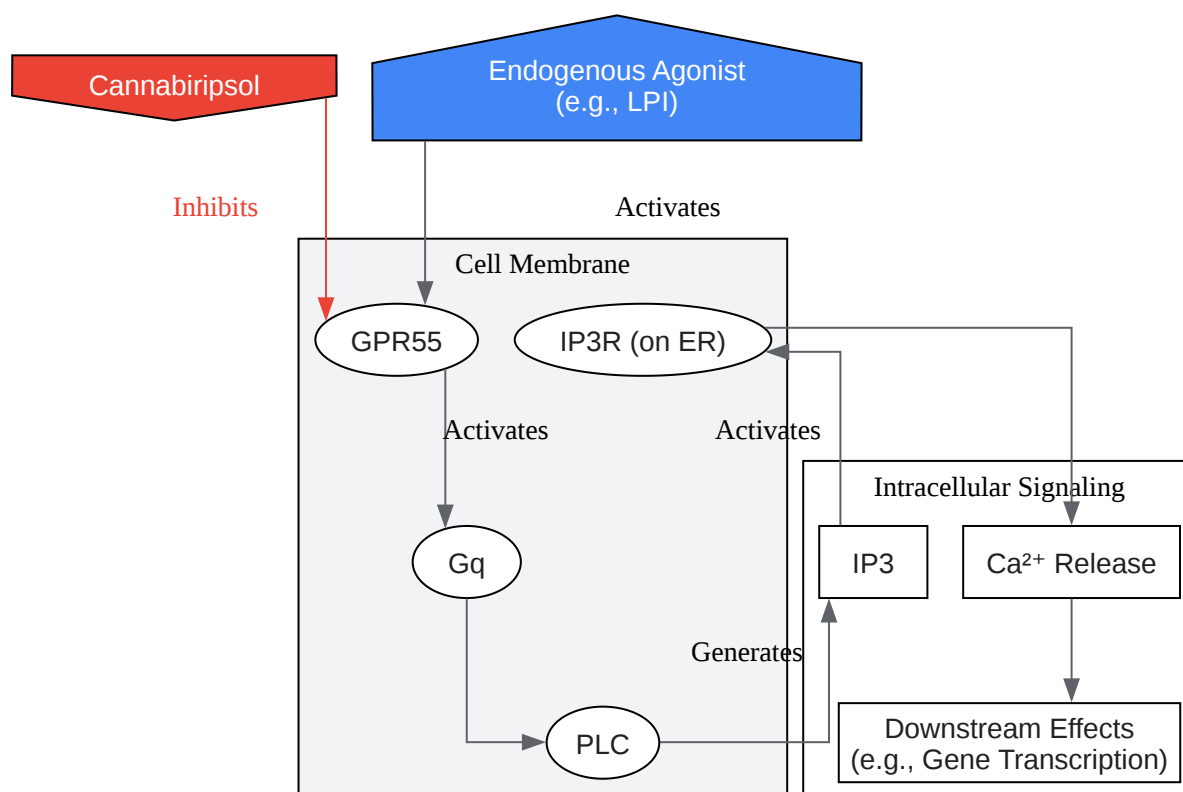 Cannabiripsol
Endogenous Agonist
(e.g., LPI)
Inhibits
Activates
Cell Membrane
GPR55
IP3R (on ER)
Activates
Activates
Intracellular Signaling
Gq
IP3
Ca²⁺ Release
Generates
PLC
Downstream Effects
(e.g., Gene Transcription)